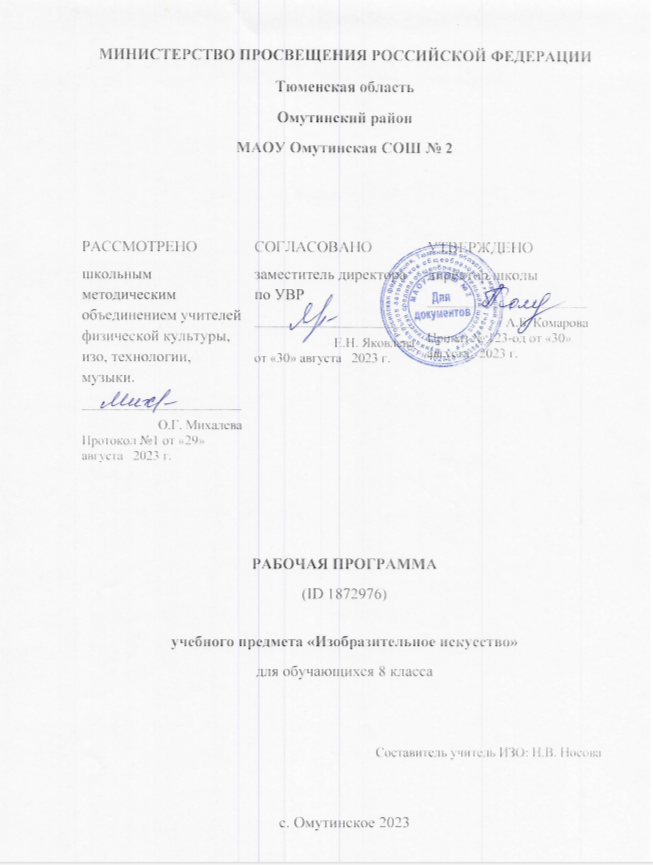 МИНИСТЕРСТВО ПРОСВЕЩЕНИЯ РОССИЙСКОЙ ФЕДЕРАЦИИ
Тюменская область
Омутинский район
МАОУ Омутинская СОШ № 2
РАССМОТРЕНО
школьным
методическим
объединением учителей
физической культуры,
изо, технологии,
музыки.
О.Г. Михалева
Протокол №1 от «29»
августа 2023 г.
СОГЛАСОВАНО
заместитель директора
по УВР
Е.Н. Яковлева
от «30» августа 2023 г.
УТВЕРЖДЕНО
директор школы
Комарова
Приказ №123-од от «30»
августа 2023 г.
Для
документов
РАБОЧАЯ ПРОГРАММА
(ID 1872976)
учебного предмета «Изобразительное искусство»
для обучающихся 8 класса
Составитель учитель ИЗО: Н.В. Носова
с. Омутинское 2023